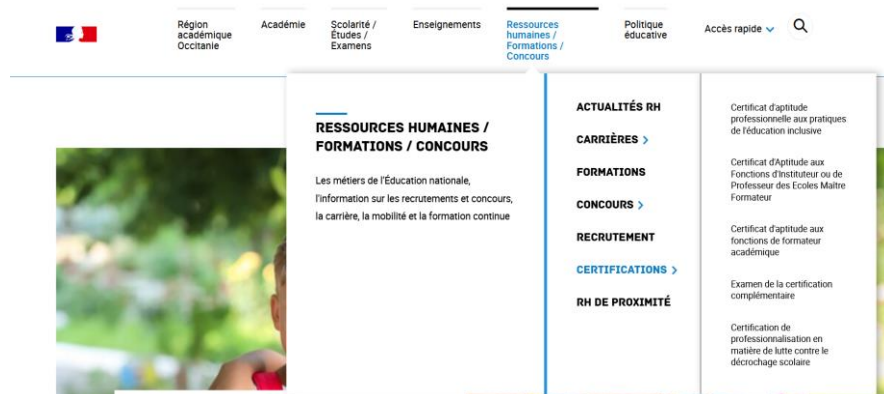 Région
académique
Occitanie
Académie
Scolarité /
Études /
Examens
Enseignements
Ressources
humaines /
Formations /
Concours
Politique
éducative
Accès rapide
RESSOURCES HUMAINES /
FORMATIONS / CONCOURS
Les métiers de l'Éducation nationale,
l'information sur les recrutements et concours,
la carrière, la mobilité et la formation continue
ACTUALITÉS RH
CARRIÈRES >
FORMATIONS
CONCOURS >
RECRUTEMENT
CERTIFICATIONS >
RH DE PROXIMITÉ
Certificat d'aptitude
professionnelle aux pratiques
de l'éducation inclusive
Certificat d'Aptitude aux
Fonctions d'Instituteur ou de
Professeur des Ecoles Maître
Formateur
Certificat d'aptitude aux
fonctions de formateur
académique
Examen de la certification
complémentaire
Certification de
professionnalisation en
matière de lutte contre le
décrochage scolaire